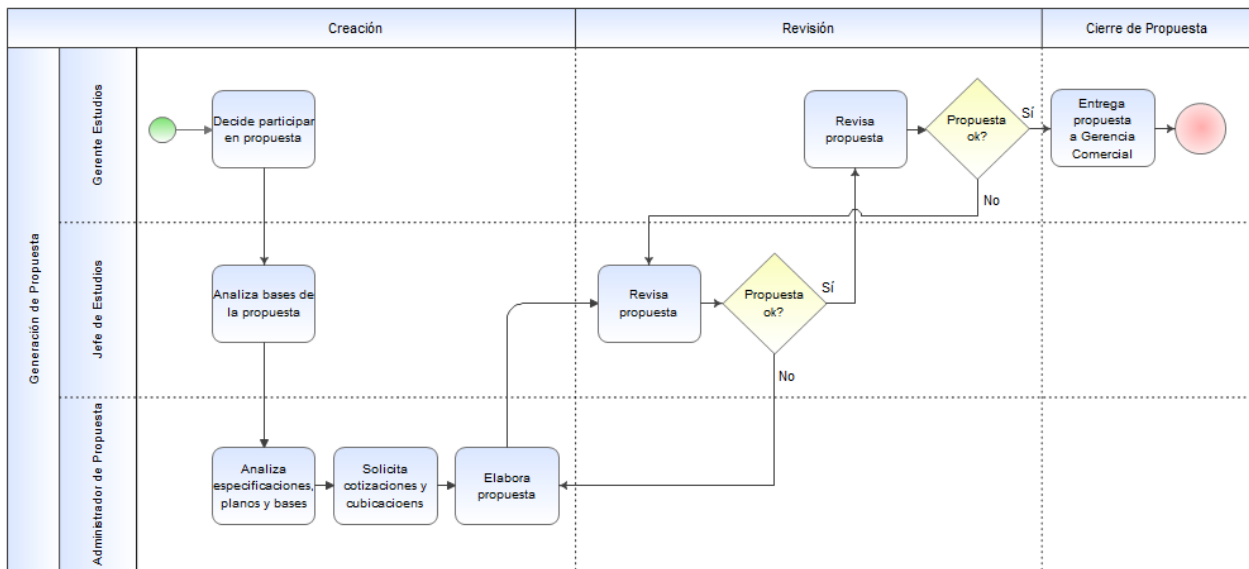 Creación
Revisión
Cierre de Propuesta
Generación de Propuesta
Gerente Estudios
Decide participar
en propuesta
Revisa
propuesta
Propuesta
ok?
Sí
No
Entrega
propuesta
a Gerencia
Comercial
Jefe de Estudios
Analiza bases de
la propuesta
Revisa
propuesta
Propuesta
ok?
Sí
No
Administrador de Propuesta
Analiza
especificaciones,
planos y bases
Solicita
cotizaciones y
cubicacioens
Elabora
propuesta